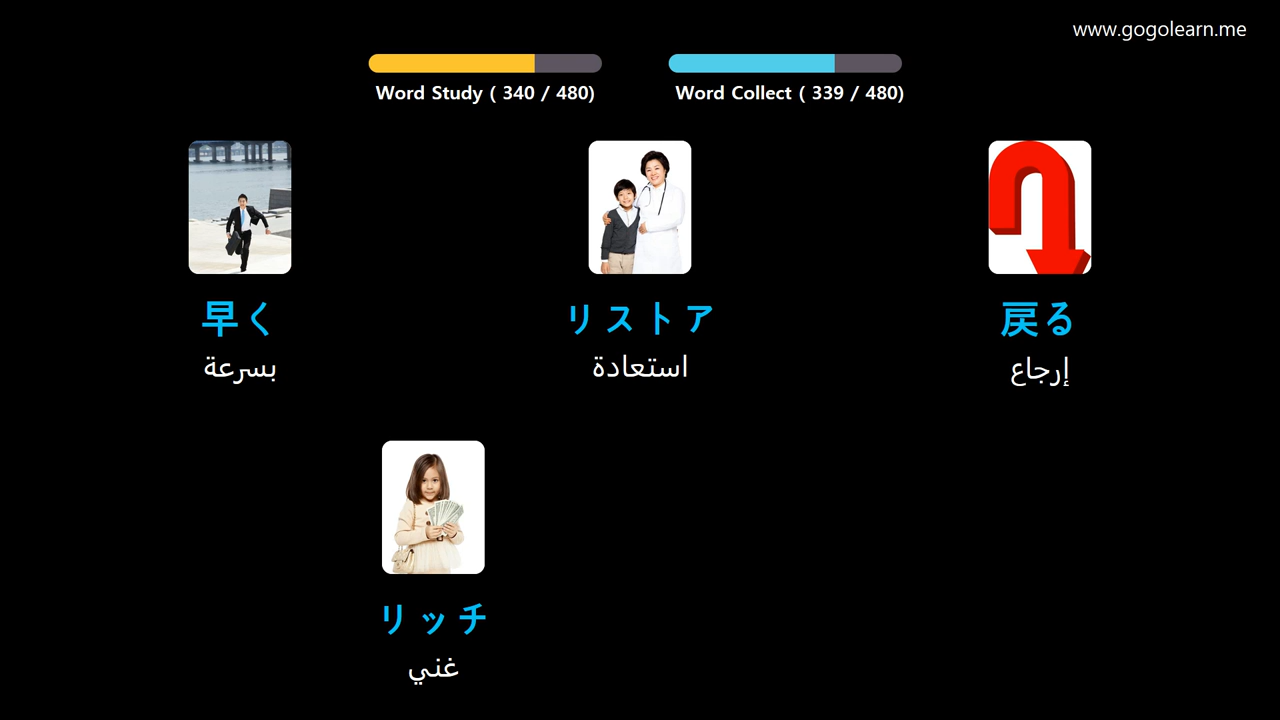 www.gogolearn.me
Word Study ( 340 / 480)
Word Collect ( 339 / 480)
早く
بسرعة
リストア
استعادة
戻る
إرجاع
リッチ
غني